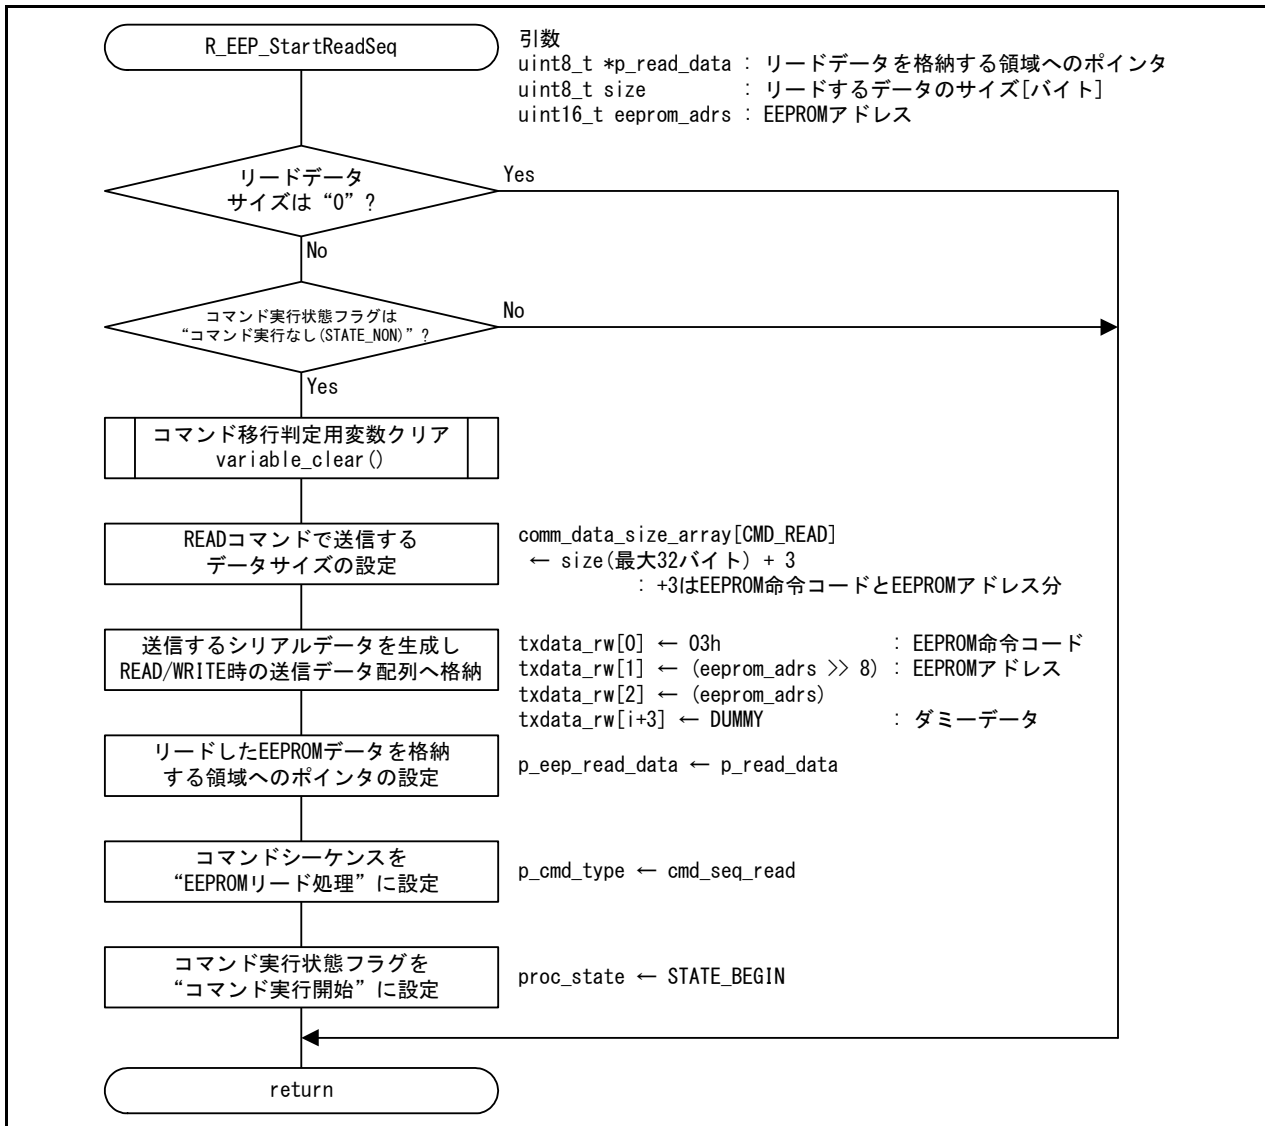 R_EEP_StartReadSeq
引数
uint8_t *p_read_data : リードデータを格納する領域へのポインタ
uint8_t size : リードするデータのサイズ[バイト]
uint16_t eeprom_adrs : EEPROMアドレス
リードデータ
サイズは“0”?
Yes
No
コマンド実行状態フラグは
“コマンド実行なし(STATE_NON)”?
No
Yes
コマンド移行判定用変数クリア
variable_clear()
READコマンドで送信する
データサイズの設定
comm_data_size_array[CMD_READ]
← size(最大32バイト) + 3
: +3はEEPROM命令コードとEEPROMアドレス分
送信するシリアルデータを生成し
READ/WRITE時の送信データ配列へ格納
txdata_rw[0] ← 03h : EEPROM命令コード
txdata_rw[1] ← (eeprom_adrs >> 8) : EEPROMアドレス
txdata_rw[2] ← (eeprom_adrs)
txdata_rw[i+3] ← DUMMY : ダミーデータ
リードしたEEPROMデータを格納
する領域へのポインタの設定
p_eep_read_data ← p_read_data
コマンドシーケンスを
“EEPROMリード処理”に設定
p_cmd_type ← cmd_seq_read
コマンド実行状態フラグを
“コマンド実行開始”に設定
proc_state ← STATE_BEGIN
return